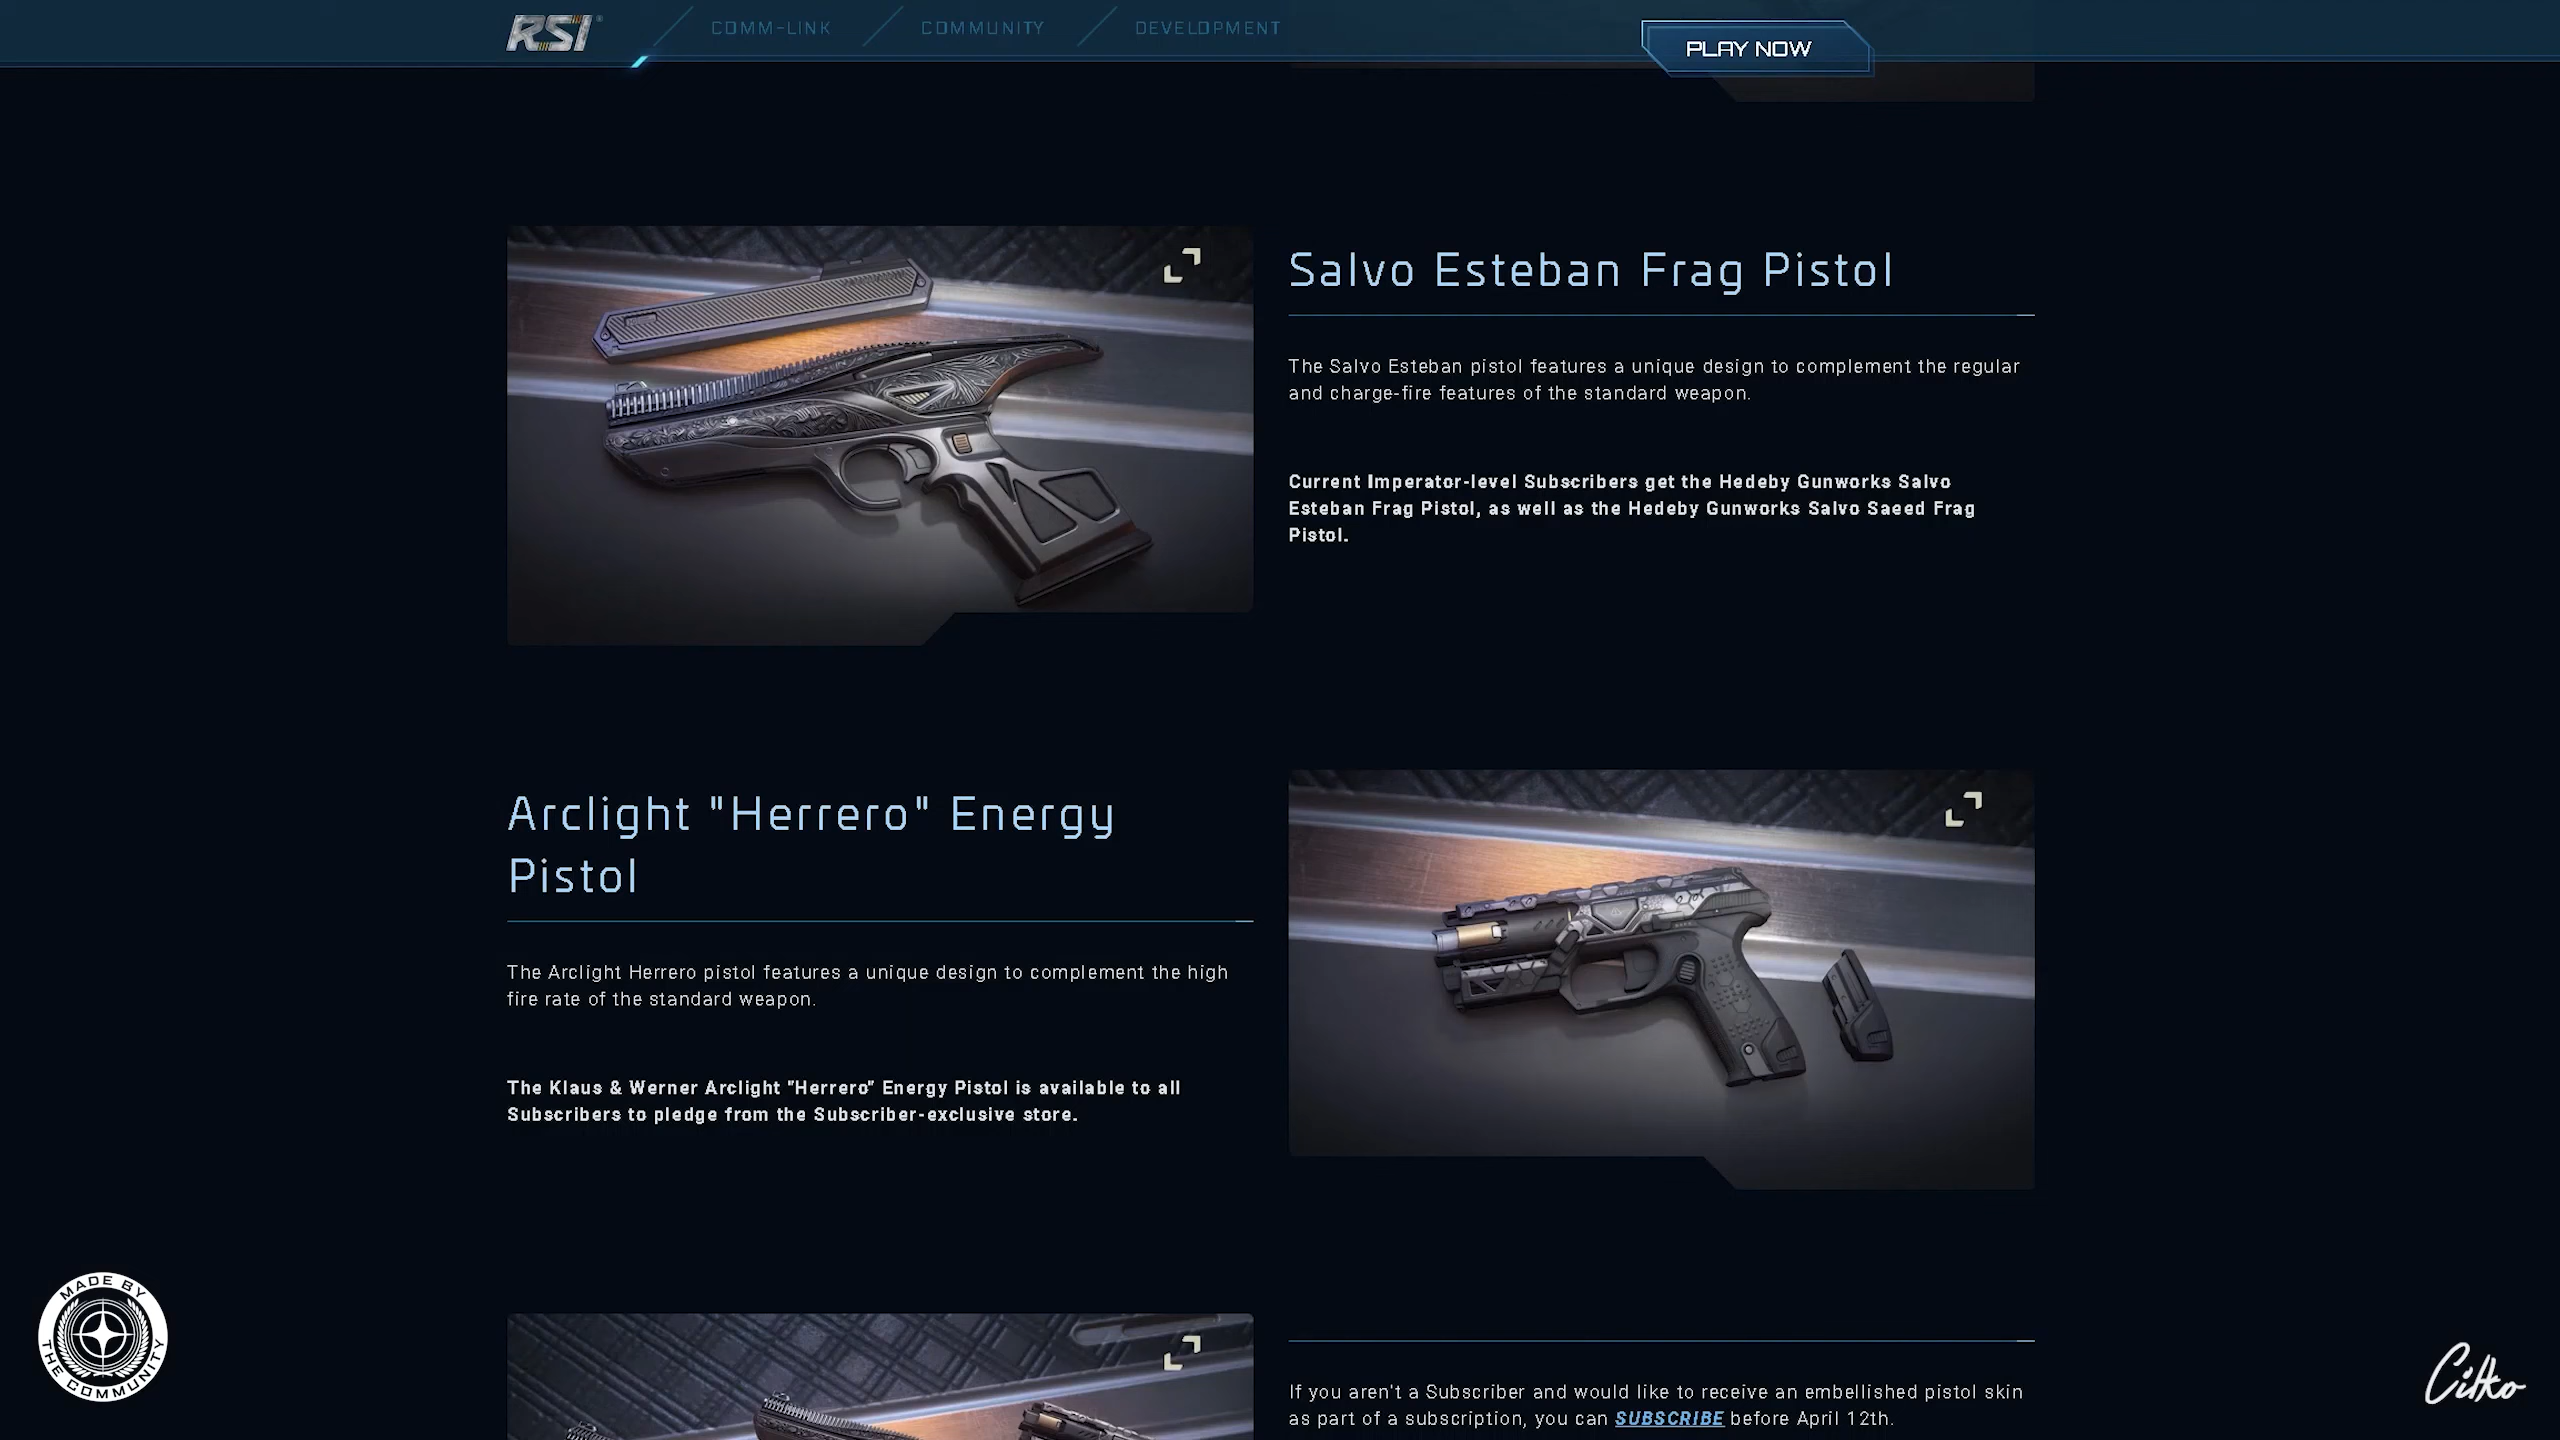 RSI
COMM-LINK
COMMUNITY
DEVELOPMENT
PLAY NOW
Salvo Esteban Frag Pistol
The Salvo Esteban pistol features a unique design to complement the regular
and charge-fire features of the standard weapon.
Current Imperator-level Subscribers get the Hedeby Gunworks Salvo
Esteban Frag Pistol, as well as the Hedeby Gunworks Salvo Saeed Frag
Pistol.
Arclight "Herrero" Energy
Pistol
The Arclight Herrero pistol features a unique design to complement the high
fire rate of the standard weapon.
The Klaus & Werner Arclight "Herrero" Energy Pistol is available to all
Subscribers to pledge from the Subscriber-exclusive store.
If you aren't a Subscriber and would like to receive an embellished pistol skin
as part of a subscription, you can SUBSCRIBE before April 12th.
MADE BY
THE COMMUNITY
Cilko